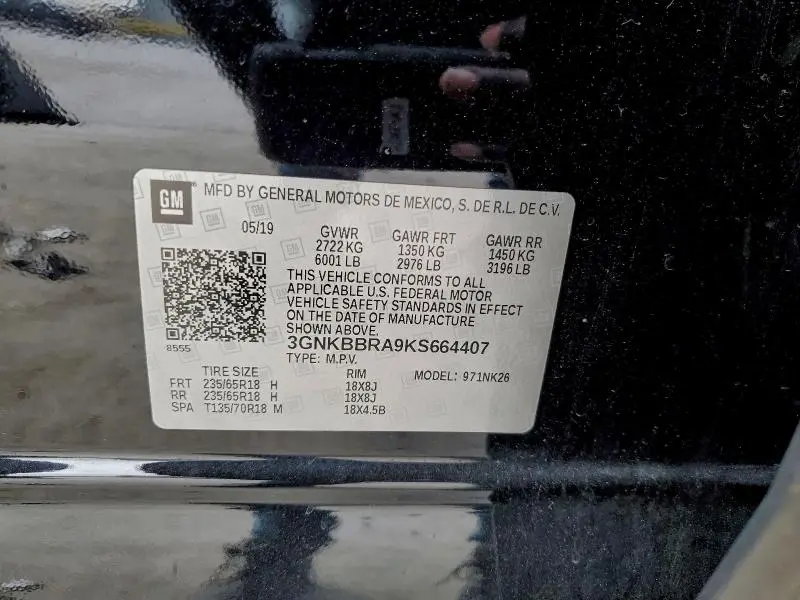 GM MFD BY GENERAL MOTORS DE MEXICO, S. DE R.L. DE C.V.
05/19
GVWR GAWR FRT GAWR RR
2722 KG 1350 KG 1450 KG
6001 LB 2976 LB 3196 LB
THIS VEHICLE CONFORMS TO ALL
APPLICABLE U.S. FEDERAL MOTOR
VEHICLE SAFETY STANDARDS IN EFFECT
ON THE DATE OF MANUFACTURE
SHOWN ABOVE.
8555
3GNKBBRA9KS664407
TYPE: M.P.V.
TIRE SIZE RIM MODEL: 971NK26
FRT 235/65R18 H 18X8J
RR 235/65R18 H 18X8J
SPA T135/70R18 M 18X4.5B